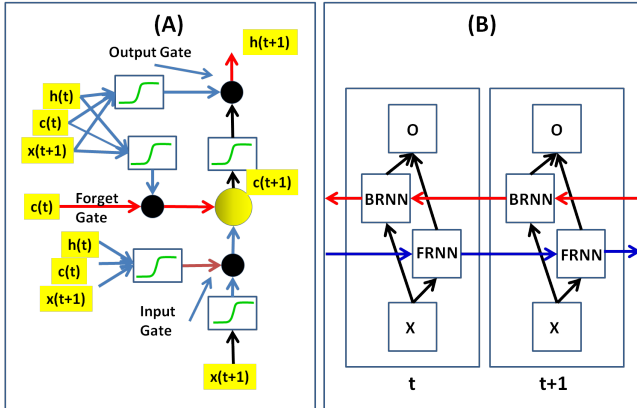 (A)
h(t+1)
Output Gate
h(t)
c(t)
x(t+1)
c(t+1)
c(t)
Forget
Gate
h(t)
c(t)
x(t+1)
Input
Gate
x(t+1)
(B)
O
BRNN
FRNN
X
t
O
BRNN
FRNN
X
t+1